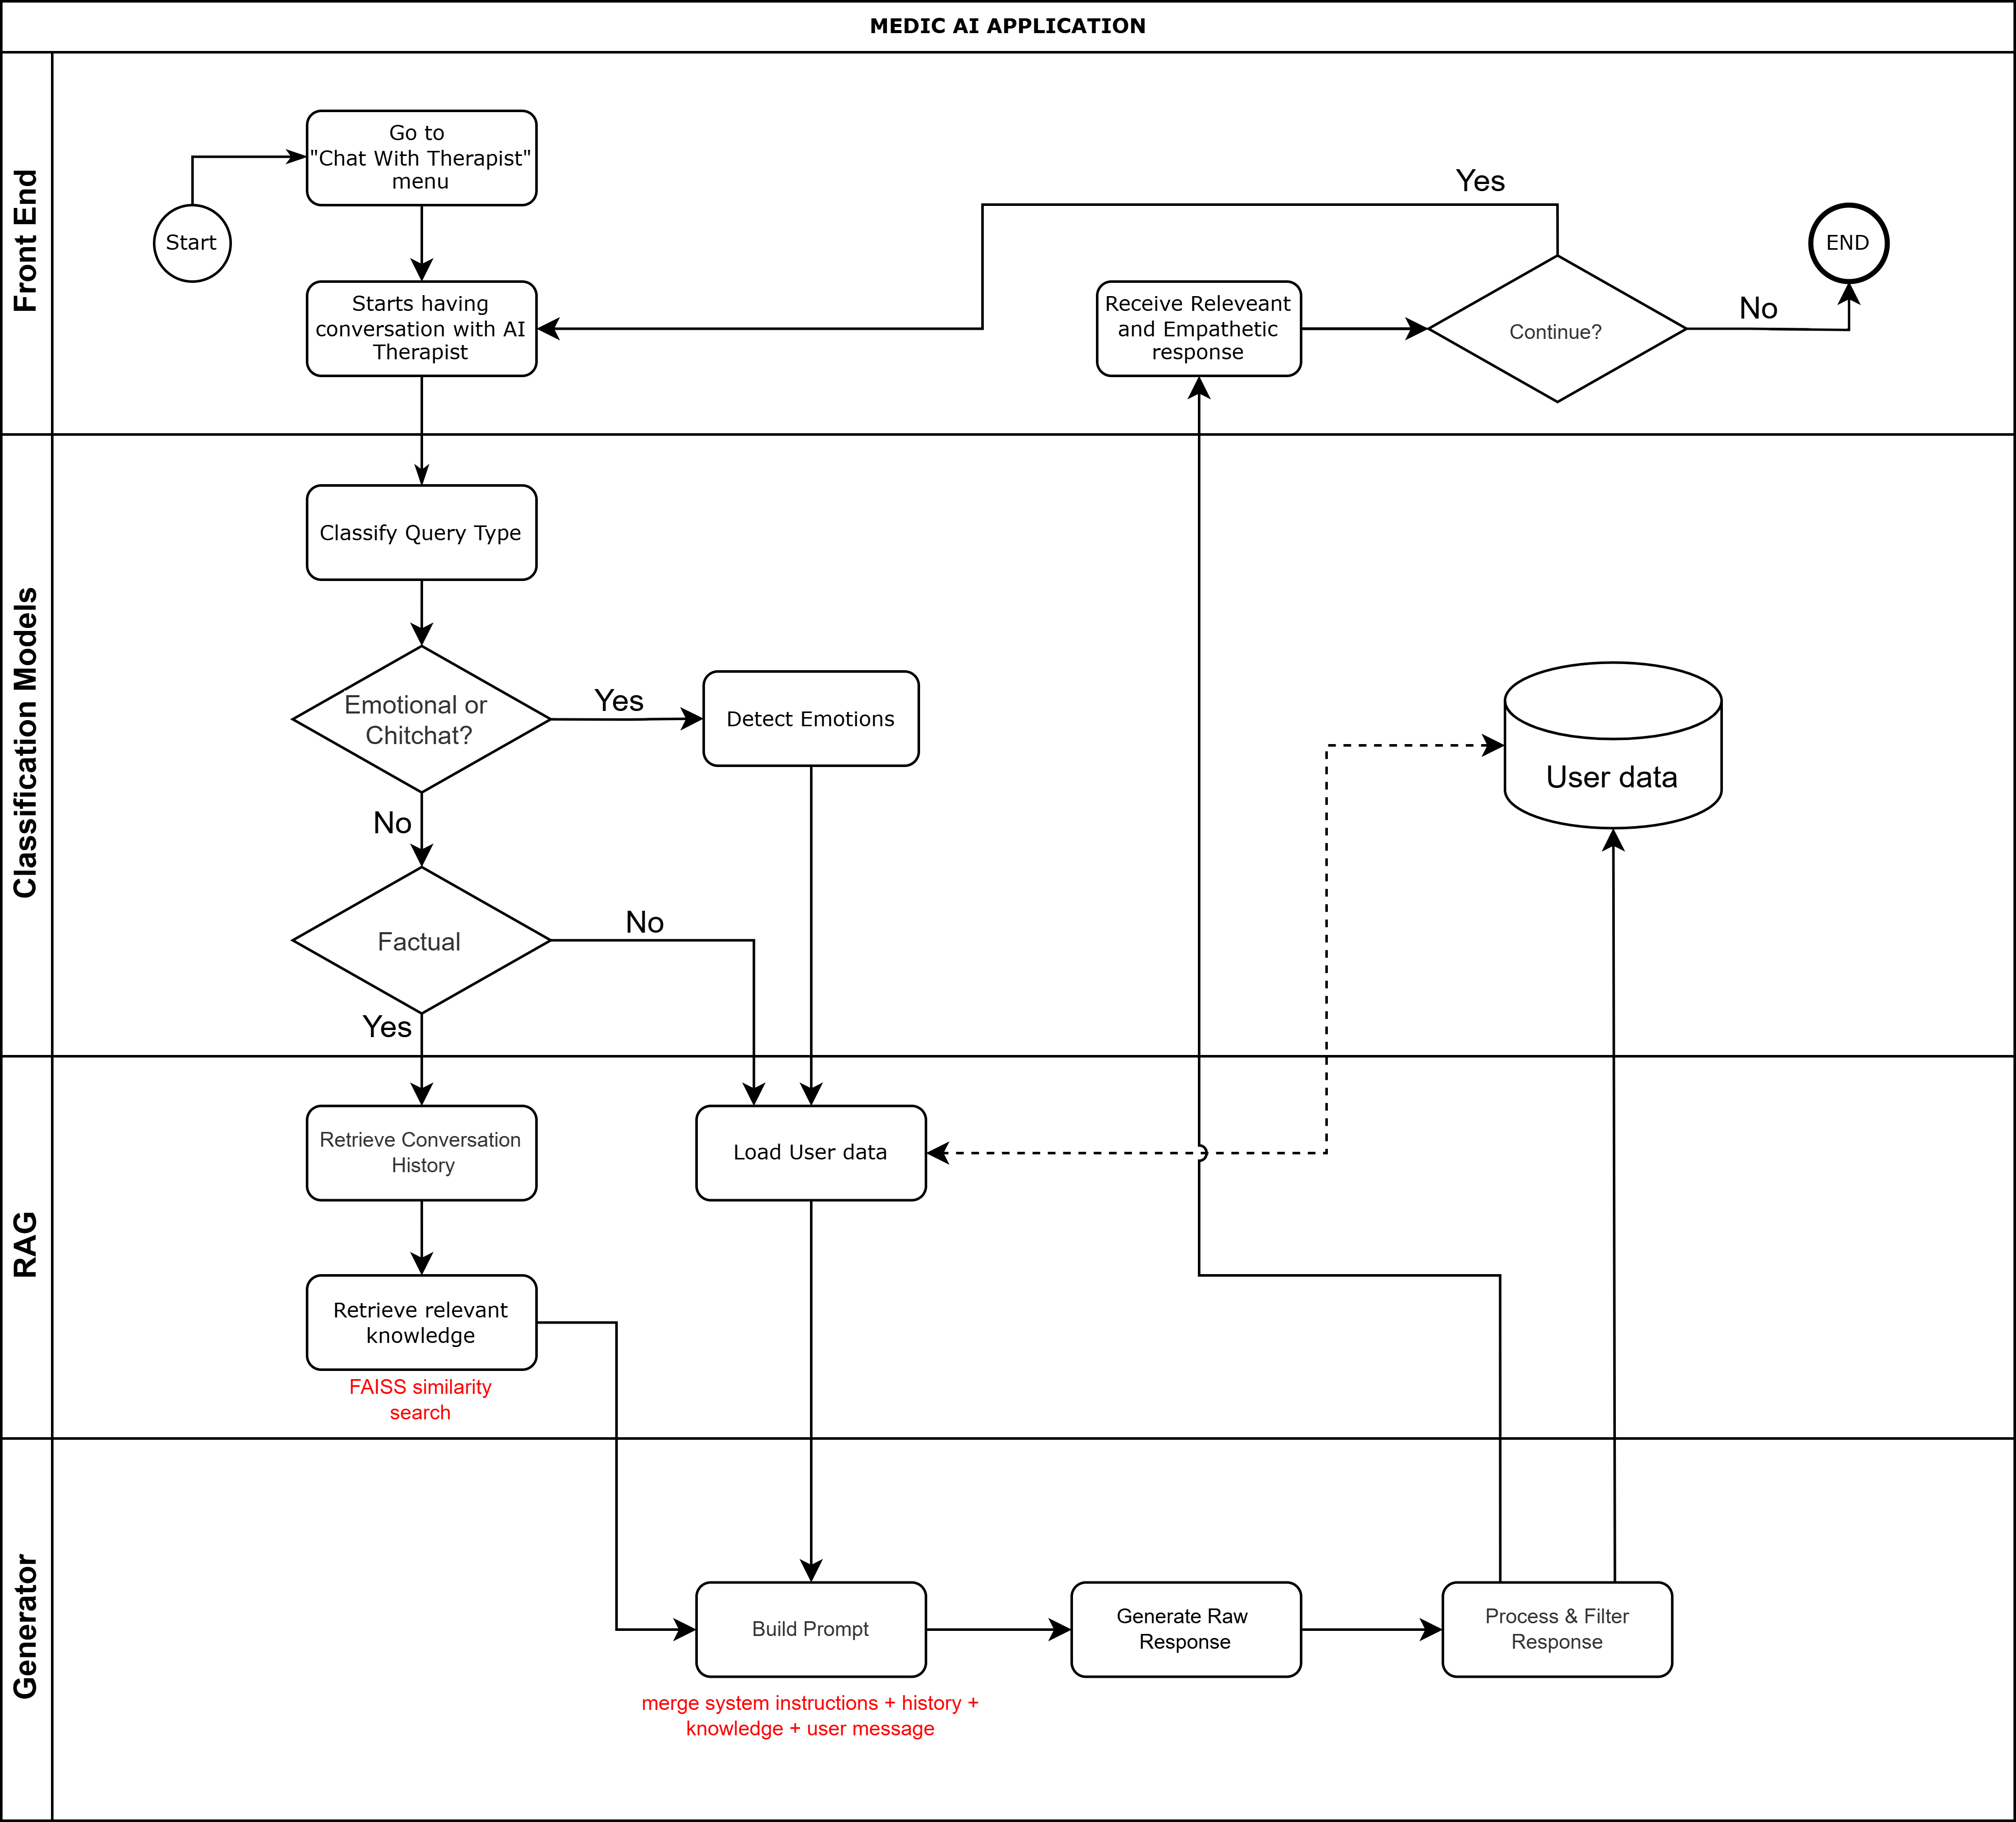 MEDIC AI APPLICATION
Front End
Go to
"Chat With Therapist"
menu
Start
Starts having
conversation with AI
Therapist
Receive Releveant
and Empathetic
response
Yes
Continue?
No
END
Classification Models
Classify Query Type
Emotional or
Chitchat?
Yes
Detect Emotions
No
Factual
No
Yes
User data
RAG
Retrieve Conversation
History
Load User data
Retrieve relevant
knowledge
FAISS similarity
search
Generator
Build Prompt
merge system instructions + history +
knowledge + user message
Generate Raw
Response
Process & Filter
Response